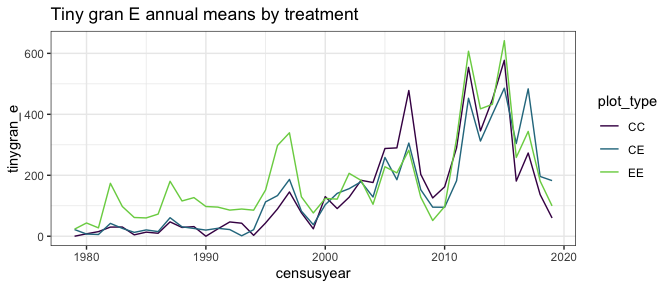 Tiny gran E annual means by treatment
600
400
200
0
tinygran_e
1980
1990
2000
2010
2020
censusyear
plot_type
CC
CE
EE